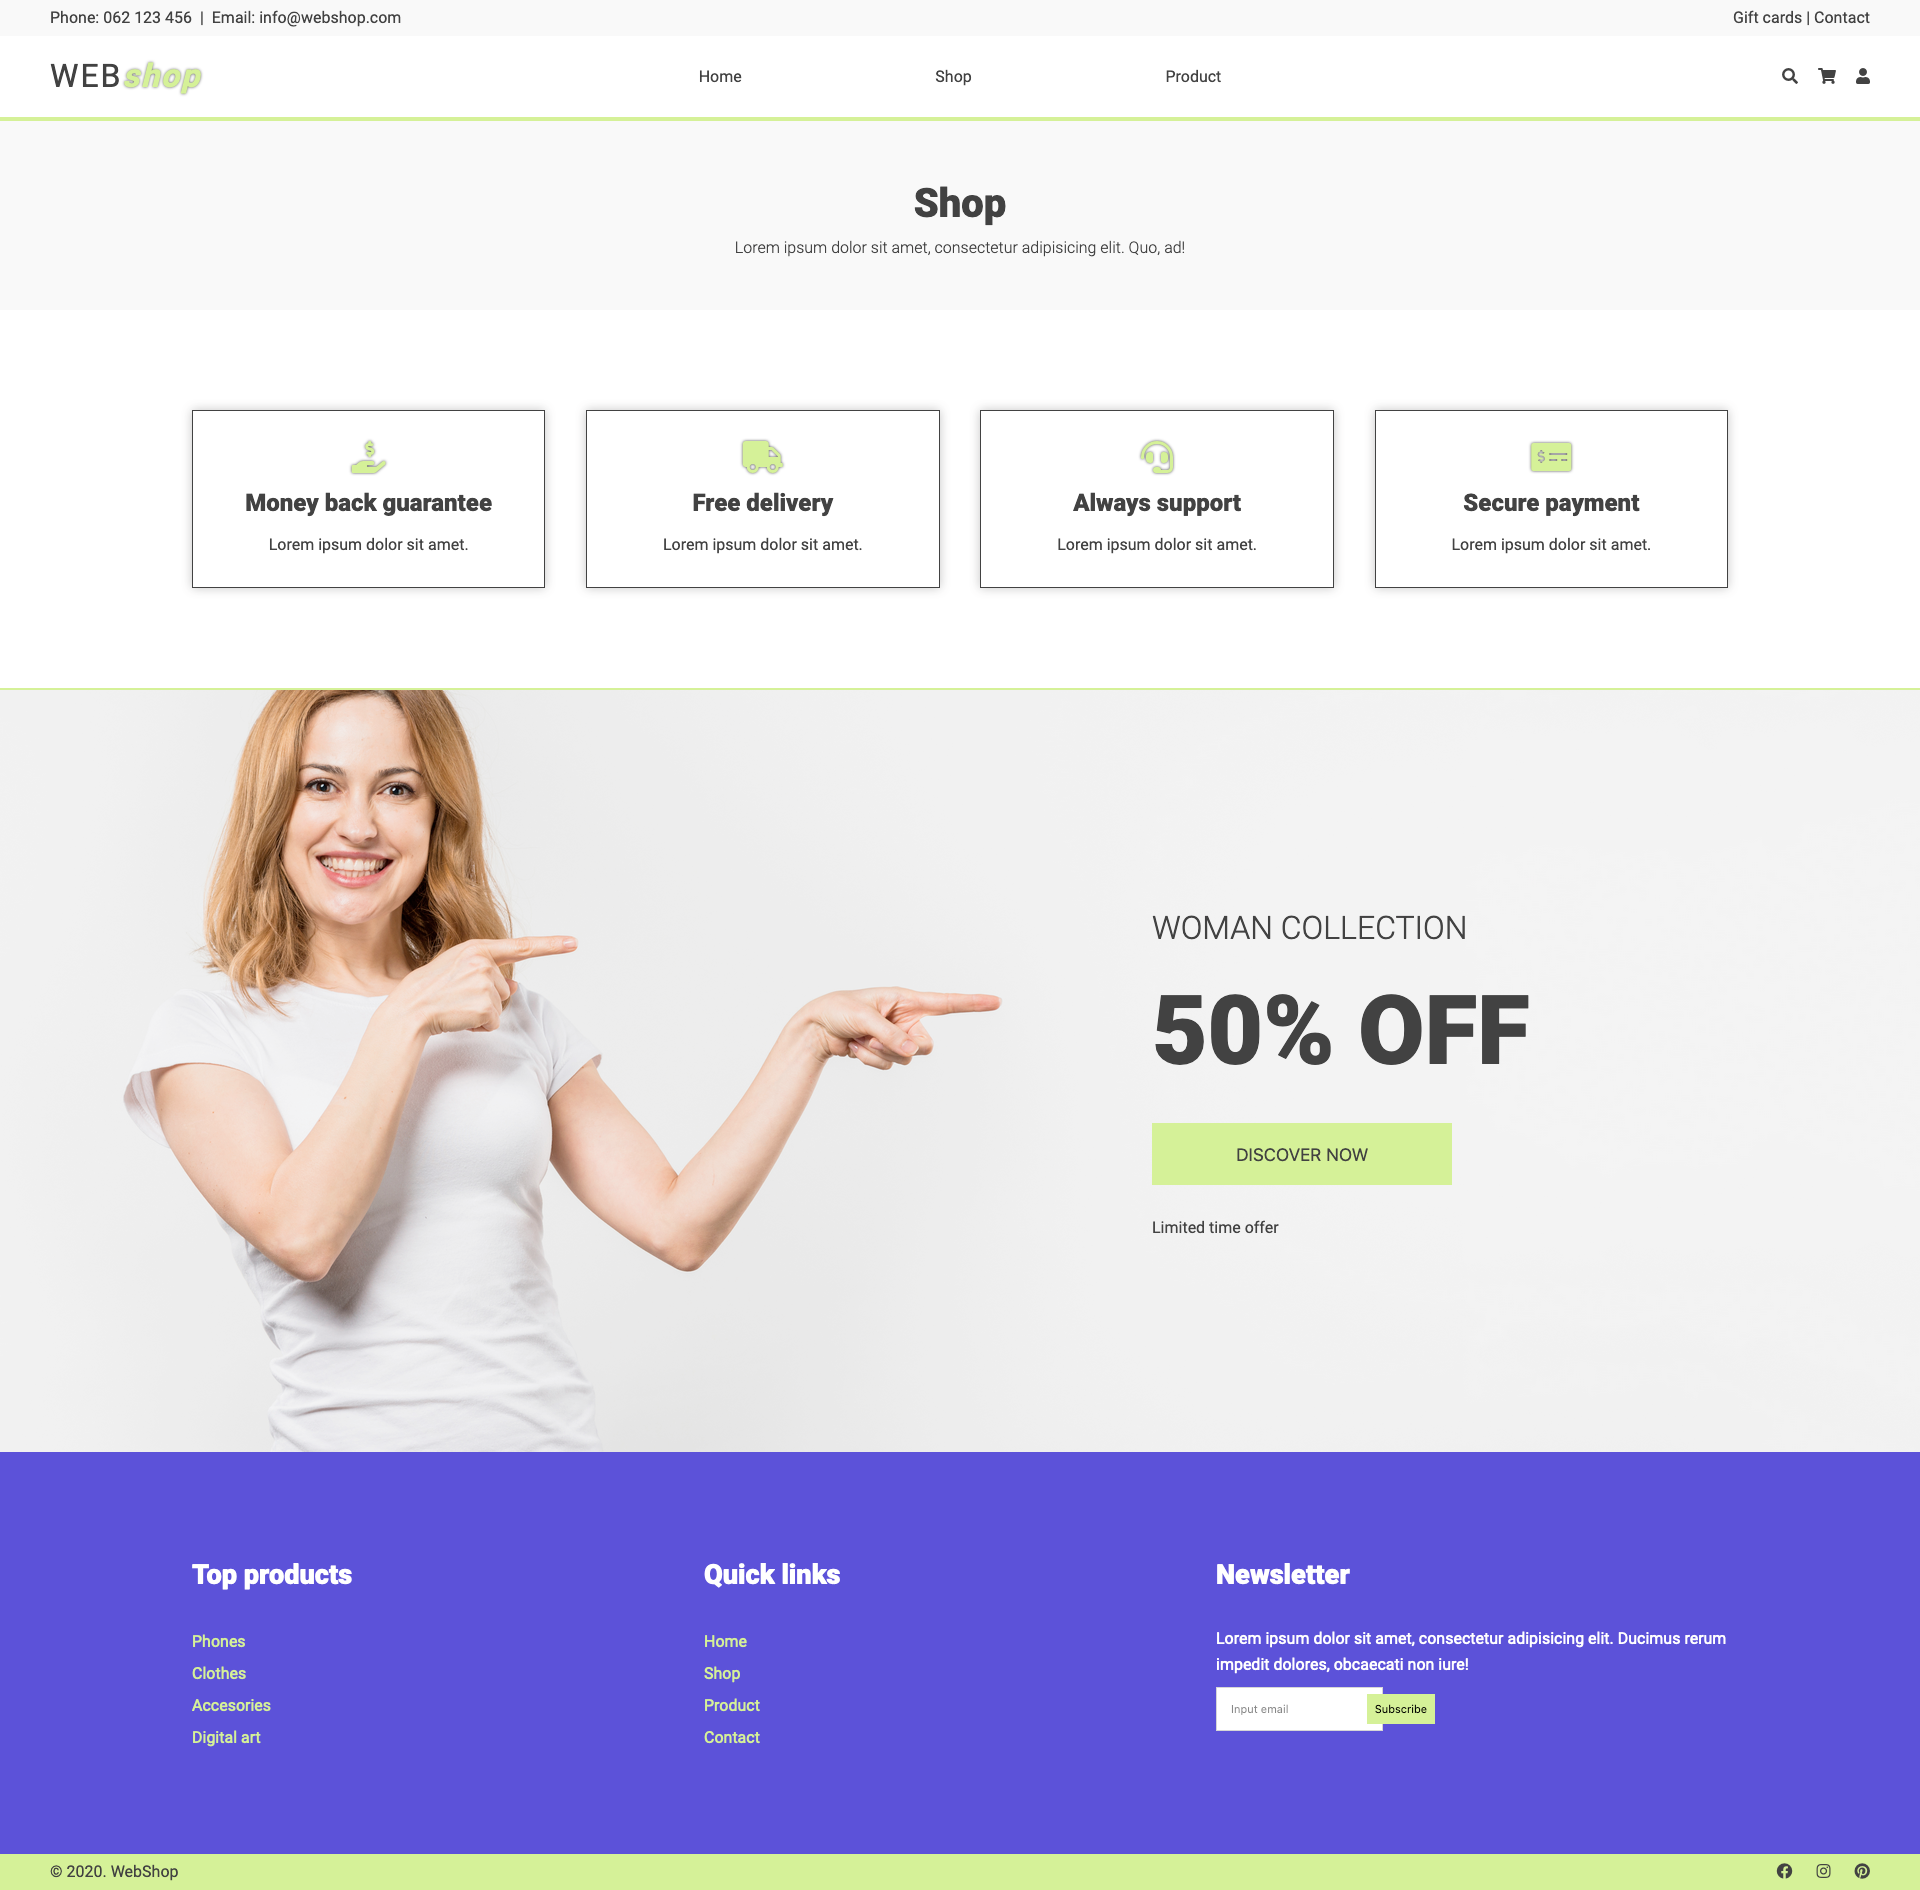 Phone: 062 123 456 | Email: info@webshop.com
Gift cards | Contact
WEBshop
Home
Shop
Product
Shop
Lorem ipsum dolor sit amet, consectetur adipisicing elit. Quo, ad!
Money back guarantee
Lorem ipsum dolor sit amet.
Free delivery
Lorem ipsum dolor sit amet.
Always support
Lorem ipsum dolor sit amet.
Secure payment
Lorem ipsum dolor sit amet.
WOMAN COLLECTION
50% OFF
DISCOVER NOW
Limited time offer
Top products
Phones
Clothes
Accesories
Digital art
Quick links
Home
Shop
Product
Contact
Newsletter
Lorem ipsum dolor sit amet, consectetur adipisicing elit. Ducimus rerum
impedit dolores, obcaecati non iure!
Input email
Subscribe
© 2020. WebShop